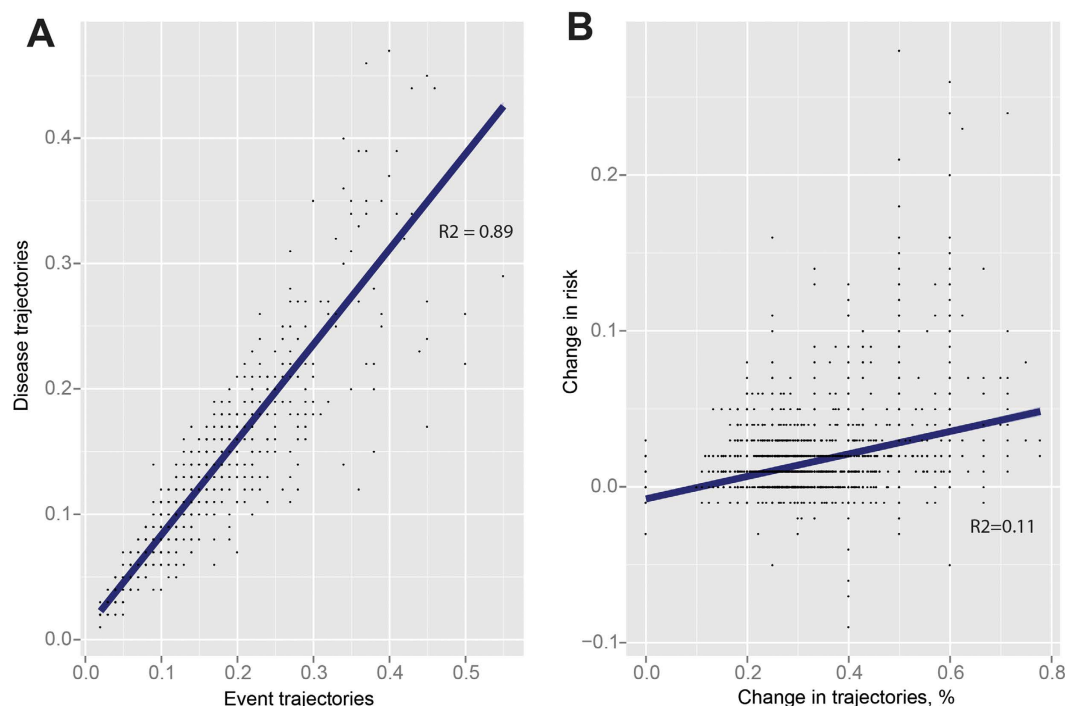 A
B
0.4
0.3
0.2
0.1
0.0
Disease trajectories
R2 = 0.89
0.0 0.1 0.2 0.3 0.4 0.5
Event trajectories
0.2
0.1
0.0
−0.1
Change in risk
R2=0.11
0.0 0.2 0.4 0.6 0.8
Change in trajectories, %